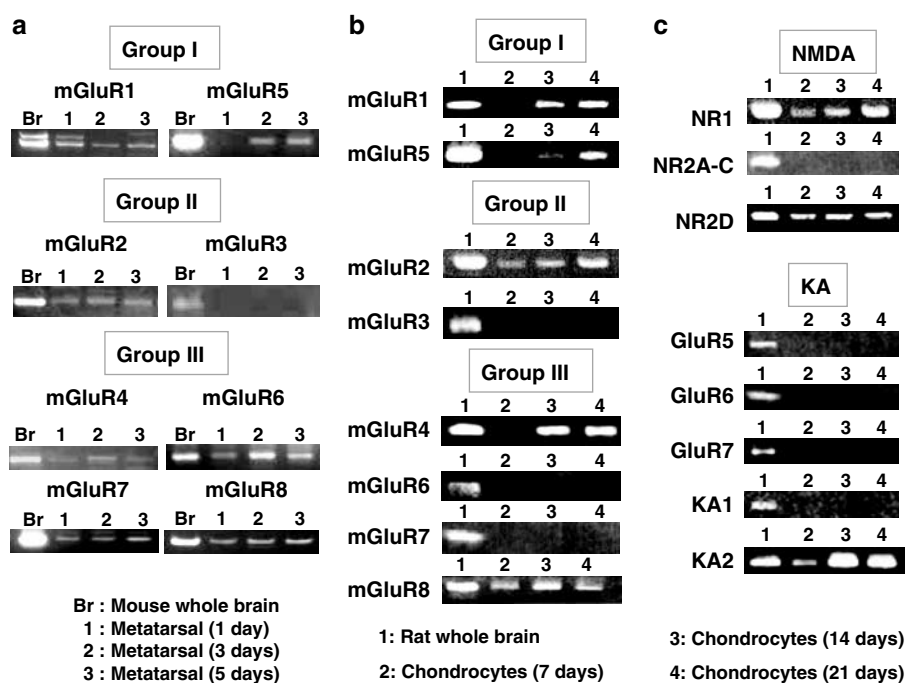 a
Group I
mGluR1 mGluR5
Br 1 2 3 Br 1 2 3
Group II
mGluR2 mGluR3
Br 1 2 3 Br 1 2 3
Group III
mGluR4 mGluR6
Br 1 2 3 Br 1 2 3
mGluR7 mGluR8
Br 1 2 3 Br 1 2 3
Br : Mouse whole brain
1 : Metatarsal (1 day)
2 : Metatarsal (3 days)
3 : Metatarsal (5 days)
b
Group I
1 2 3 4
mGluR1
1 2 3 4
mGluR5
Group II
1 2 3 4
mGluR2
1 2 3 4
mGluR3
Group III
1 2 3 4
mGluR4
1 2 3 4
mGluR6
1 2 3 4
mGluR7
1 2 3 4
mGluR8
1: Rat whole brain
2: Chondrocytes (7 days)
c
NMDA
1 2 3 4
NR1
1 2 3 4
NR2A-C
1 2 3 4
NR2D
KA
1 2 3 4
GluR5
1 2 3 4
GluR6
1 2 3 4
GluR7
1 2 3 4
KA1
1 2 3 4
KA2
3: Chondrocytes (14 days)
4: Chondrocytes (21 days)